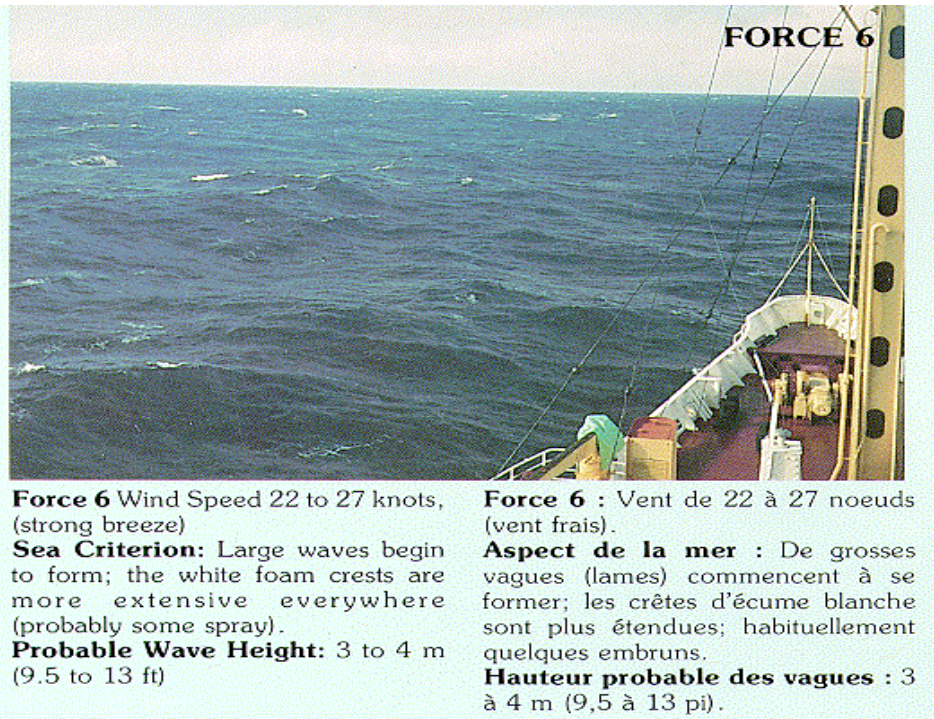 FORCE 6
Force 6 Wind Speed 22 to 27 knots,
(strong breeze)
Sea Criterion: Large waves begin
to form; the white foam crests are
more extensive everywhere
(probably some spray).
Probable Wave Height: 3 to 4 m
(9.5 to 13 ft)
Force 6 : Vent de 22 à 27 noeuds
(vent frais).
Aspect de la mer : De grosses
vagues (lames) commencent à se
former; les crêtes d'écume blanche
sont plus étendues; habituellement
quelques embruns.
Hauteur probable des vagues : 3
à 4 m (9,5 à 13 pi).